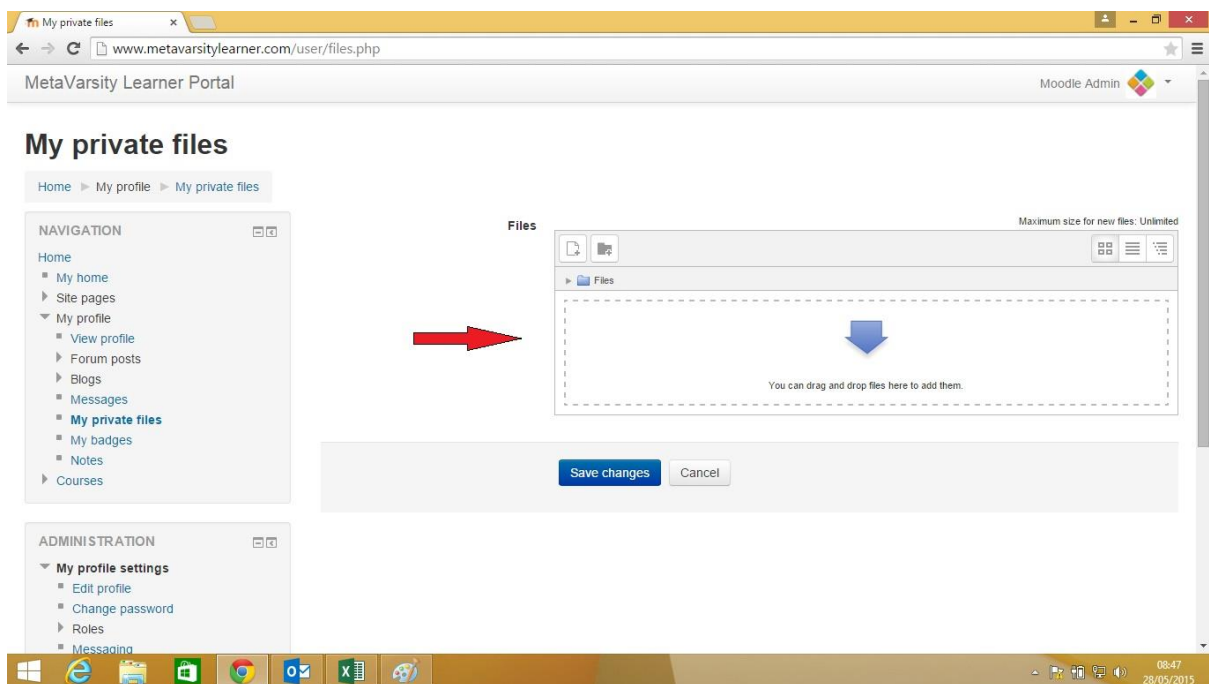 My private files
www.metavarsitylearner.com/user/files.php
MetaVarsity Learner Portal
Moodle Admin
My private files
Home My profile My private files
NAVIGATION
Home
My home
Site pages
My profile
View profile
Forum posts
Blogs
Messages
My private files
My badges
Notes
Courses
ADMINISTRATION
My profile settings
Edit profile
Change password
Roles
Messaging
Files
Maximum size for new files: Unlimited
Files
You can drag and drop files here to add them.
Save changes Cancel
08:47
28/05/2015